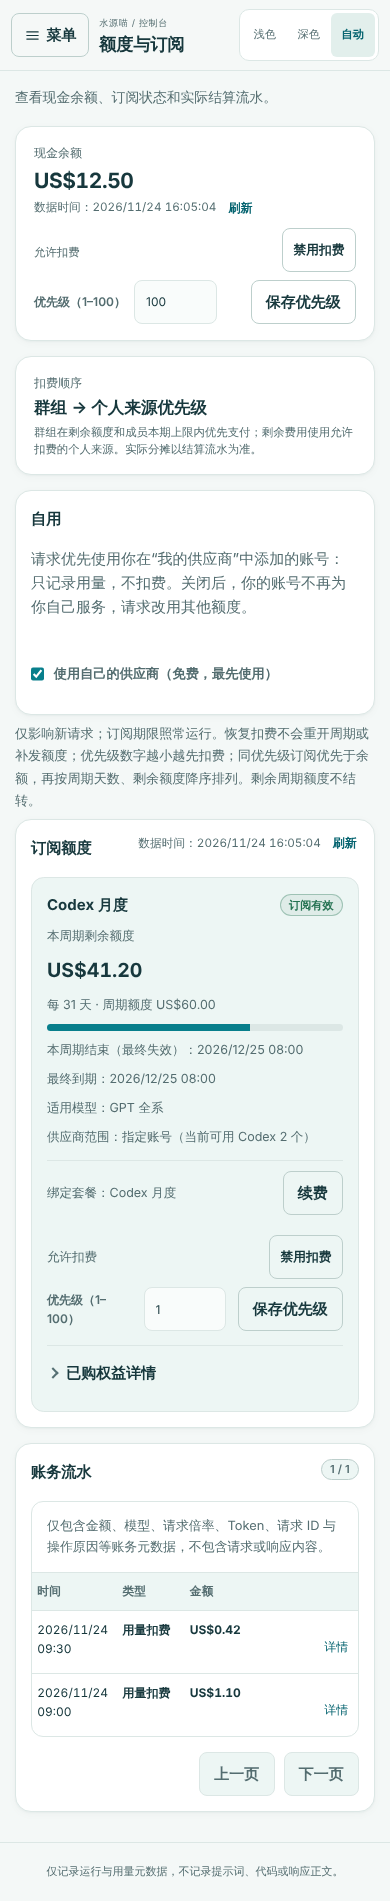 菜单
水源喵 / 控制台
额度与订阅
浅色
深色
自动
查看现金余额、订阅状态和实际结算流水。
现金余额
US$12.50
数据时间：2026/11/24 16:05:04 刷新
允许扣费
禁用扣费
优先级（1–100）
100
保存优先级
扣费顺序
群组 → 个人来源优先级
群组在剩余额度和成员本期上限内优先支付；剩余费用使用允许
扣费的个人来源。实际分摊以结算流水为准。
自用
请求优先使用你在“我的供应商”中添加的账号：
只记录用量，不扣费。关闭后，你的账号不再为
你自己服务，请求改用其他额度。
使用自己的供应商（免费，最先使用）
仅影响新请求；订阅期限照常运行。恢复扣费不会重开周期或
补发额度；优先级数字越小越先扣费；同优先级订阅优先于余
额，再按周期天数、剩余额度降序排列。剩余周期额度不结
转。
订阅额度
数据时间：2026/11/24 16:05:04 刷新
Codex 月度
订阅有效
本周期剩余额度
US$41.20
每 31 天 · 周期额度 US$60.00
本周期结束（最终失效）：2026/12/25 08:00
最终到期：2026/12/25 08:00
适用模型：GPT 全系
供应商范围：指定账号（当前可用 Codex 2 个）
绑定套餐：Codex 月度
续费
允许扣费
禁用扣费
优先级（1–
100）
1
保存优先级
已购权益详情
账务流水
1 / 1
仅包含金额、模型、请求倍率、Token、请求 ID 与
操作原因等账务元数据，不包含请求或响应内容。
时间 类型 金额
2026/11/24
09:30
用量扣费
US$0.42
详情
2026/11/24
09:00
用量扣费
US$1.10
详情
上一页
下一页
仅记录运行与用量元数据，不记录提示词、代码或响应正文。